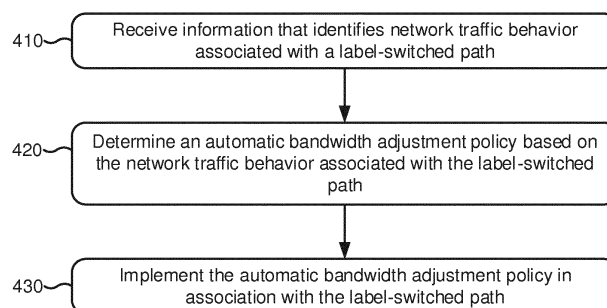 410
Receive information that identifies network traffic behavior
associated with a label-switched path
420
Determine an automatic bandwidth adjustment policy based on
the network traffic behavior associated with the label-switched
path
430
Implement the automatic bandwidth adjustment policy in
association with the label-switched path